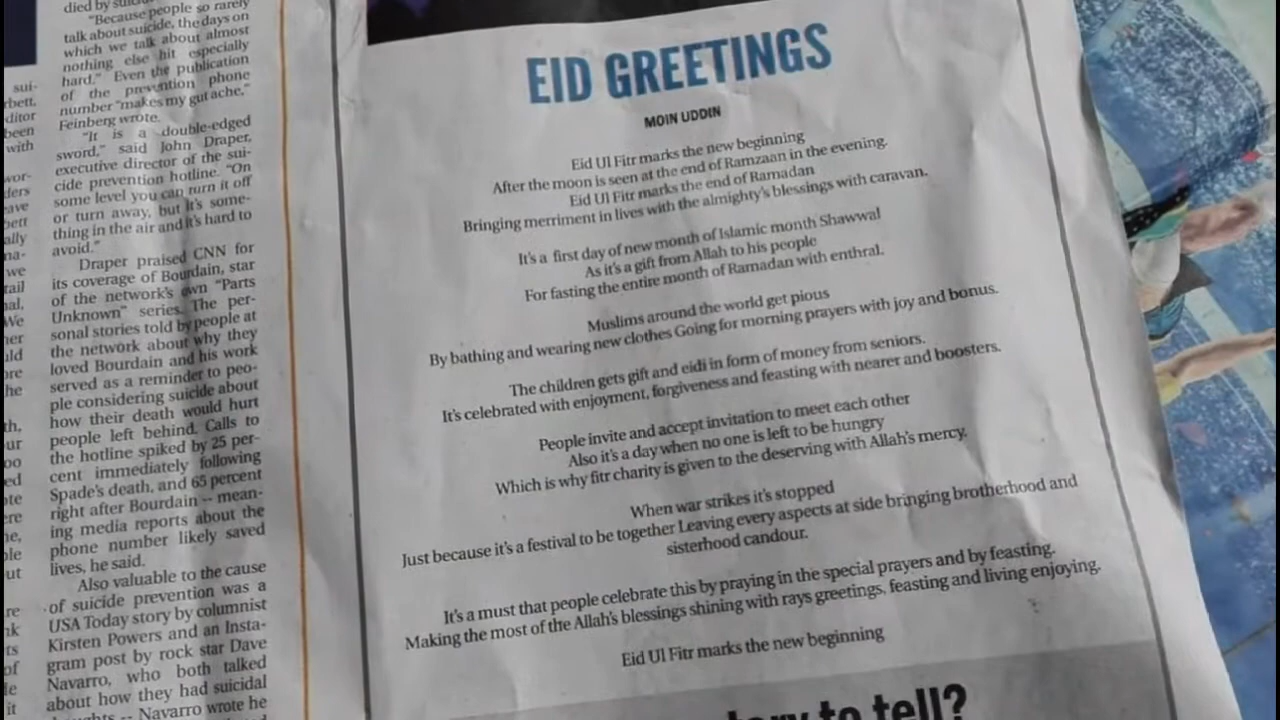 died by
"Because people so rarely
talk about suicide, the days on
which we talk about almost
nothing else hit especially
hard." Even the publication
of the prevention phone
number "makes my gut ache,"
Feinberg wrote.
"It is a double-edged
sword," said John Draper,
executive director of the sui-
cide prevention hotline. "On
some level you can turn it off
or turn away, but it's some-
thing in the air and it's hard to
avoid."
Draper praised CNN for
its coverage of Bourdain, star
of the network's own "Parts
Unknown" series. The per-
sonal stories told by people at
the network about why they
loved Bourdain and his work
served as a reminder to peo-
ple considering suicide about
how their death would hurt
people left behind. Calls to
the hotline spiked by 25 per-
cent immediately following
Spade's death, and 65 percent
right after Bourdain -- mean-
ing media reports about the
phone number likely saved
lives, he said.
Also valuable to the cause
of suicide prevention was a
USA Today story by columnist
Kirsten Powers and an Insta-
gram post by rock star Dave
Navarro, who both talked
about how they had suicidal
Navarro wrote he
EID GREETINGS
MOIN UDDIN
Eid Ul Fitr marks the new beginning
After the moon is seen at the end of Ramzaan in the evening.
Eid Ul Fitr marks the end of Ramadan
Bringing merriment in lives with the almighty's blessings with caravan.
It's a first day of new month of Islamic month Shawwal
As it's a gift from Allah to his people
For fasting the entire month of Ramadan with enthral.
Muslims around the world get pious
By bathing and wearing new clothes Going for morning prayers with joy and bonus.
The children gets gift and eidi in form of money from seniors.
It's celebrated with enjoyment, forgiveness and feasting with nearer and boosters.
People invite and accept invitation to meet each other
Also it's a day when no one is left to be hungry
Which is why fitr charity is given to the deserving with Allah's mercy.
When war strikes it's stopped
Just because it's a festival to be together Leaving every aspects at side bringing brotherhood and
sisterhood candour.
It's a must that people celebrate this by praying in the special prayers and by feasting.
Making the most of the Allah's blessings shining with rays greetings, feasting and living enjoying.
Eid Ul Fitr marks the new beginning
to tell?